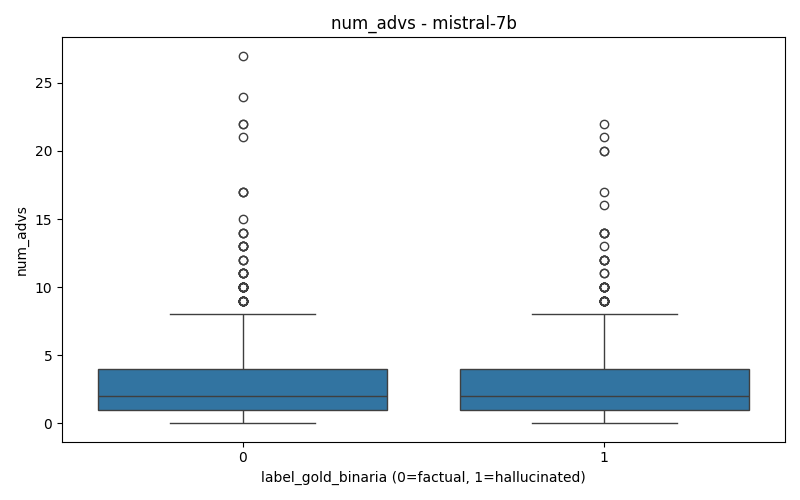 num_advs - mistral-7b
num_advs
25
20
15
10
5
0
0
1
label_gold_binaria (0=factual, 1=hallucinated)